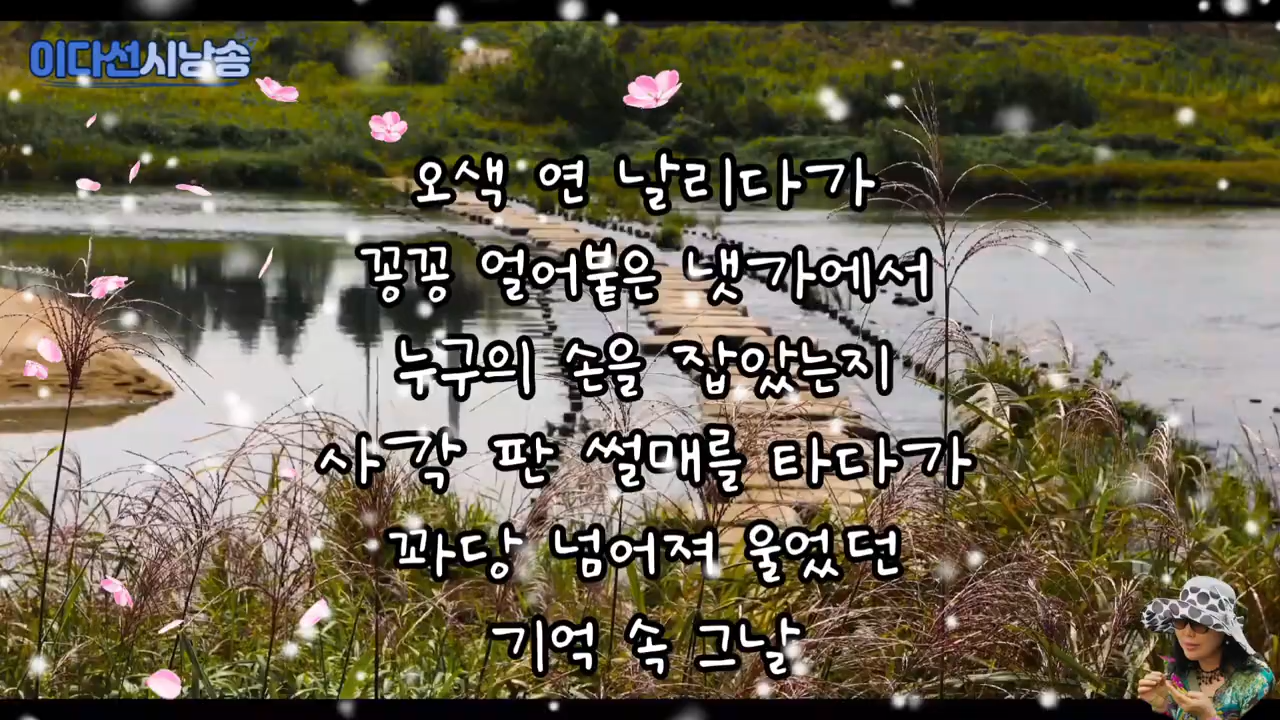 이다선시낭송
오색 연 날리다가
꽁꽁 얼어붙은 냇가에서
누구의 손을 잡았는지
사각 판 썰매를 타다가
꽈당 넘어져 울었던
기억 속 그날